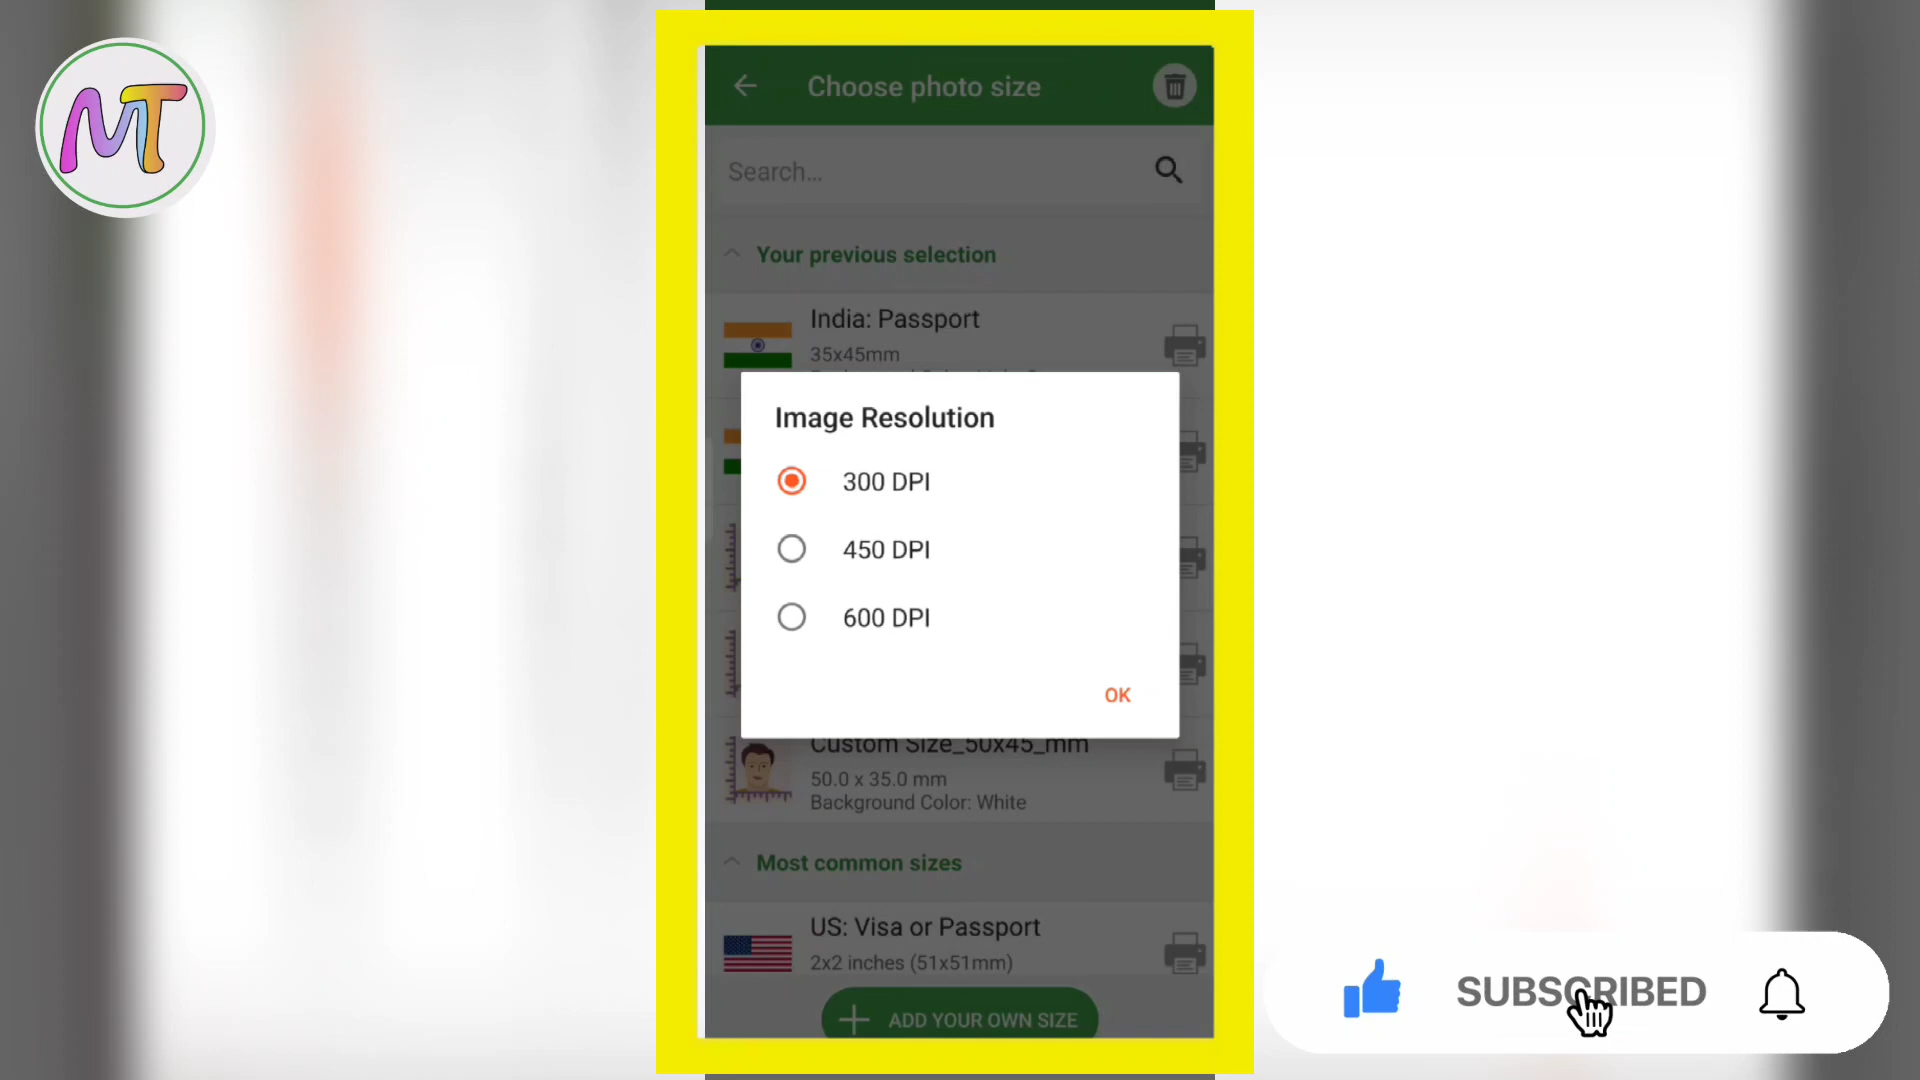 MT
Choose photo size
Search...
Your previous selection
India: Passport
35x45mm
Image Resolution
300 DPI
450 DPI
600 DPI
OK
Custom Size_50x45_mm
50.0 x 35.0 mm
Background Color: White
Most common sizes
US: Visa or Passport
2x2 inches (51x51mm)
ADD YOUR OWN SIZE
SUBSCRIBED